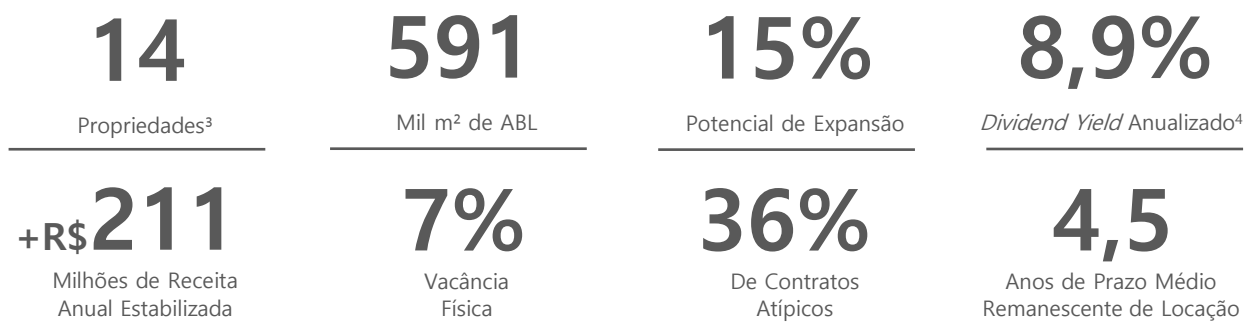 14
Propriedades³
591
Mil m² de ABL
15%
Potencial de Expansão
8,9%
Dividend Yield Anualizado⁴
+R$211
Milhões de Receita
Anual Estabilizada
7%
Vacância
Física
36%
De Contratos
Atípicos
4,5
Anos de Prazo Médio
Remanescente de Locação